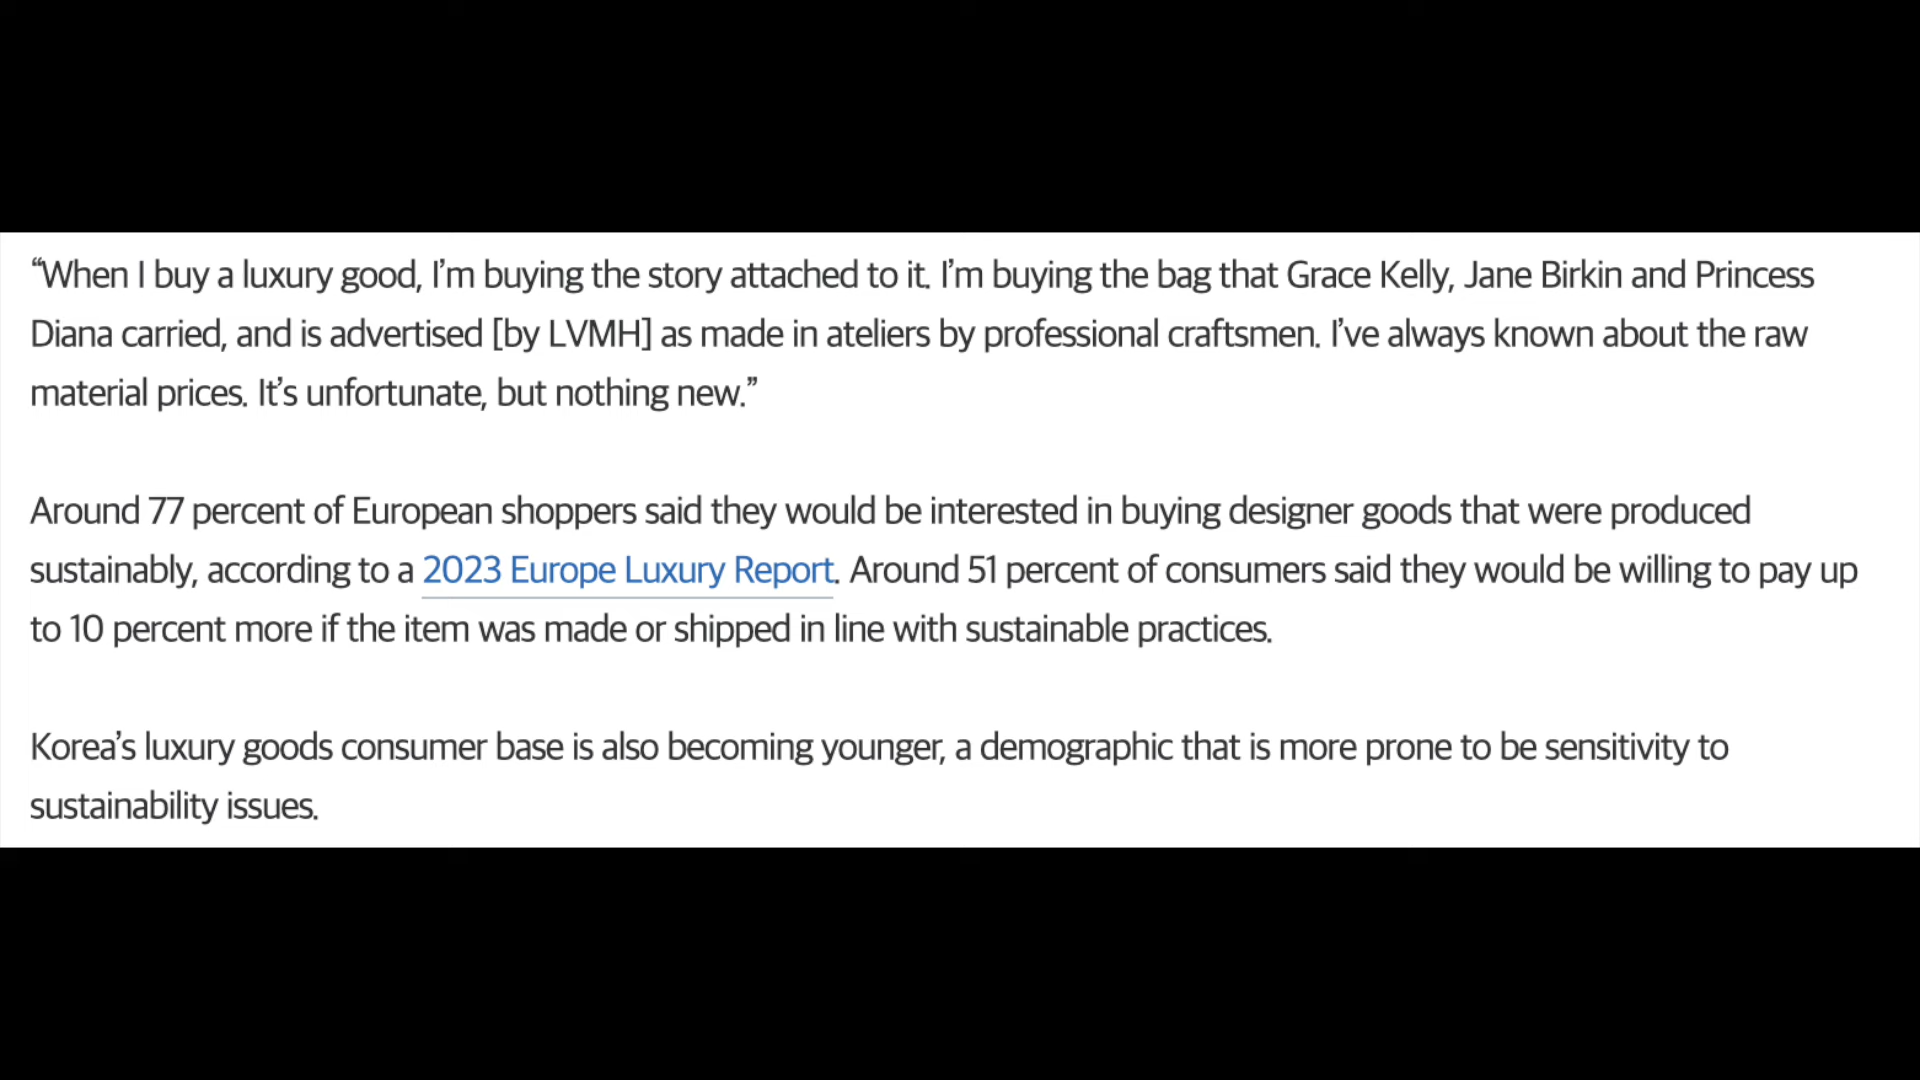 “When I buy a luxury good, I’m buying the story attached to it. I’m buying the bag that Grace Kelly, Jane Birkin and Princess
Diana carried, and is advertised [by LVMH] as made in ateliers by professional craftsmen. I’ve always known about the raw
material prices. It’s unfortunate, but nothing new.”
Around 77 percent of European shoppers said they would be interested in buying designer goods that were produced
sustainably, according to a 2023 Europe Luxury Report. Around 51 percent of consumers said they would be willing to pay up
to 10 percent more if the item was made or shipped in line with sustainable practices.
Korea’s luxury goods consumer base is also becoming younger, a demographic that is more prone to be sensitivity to
sustainability issues.